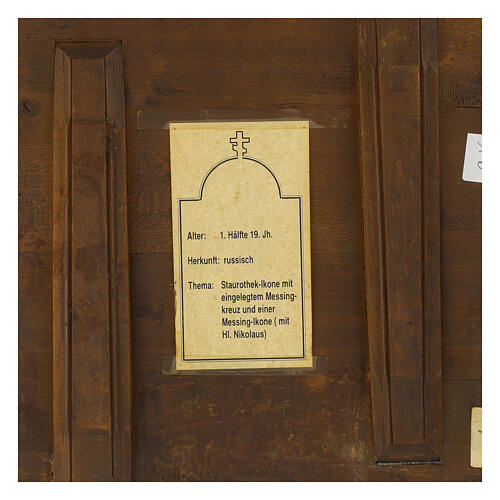 Alter: 1. Hälfte 19. Jh.
Herkunft: russisch
Thema: Staurothek-Ikone mit
eingelegtem Messing-
kreuz und einer
Messing-Ikone ( mit
Hl. Nikolaus)